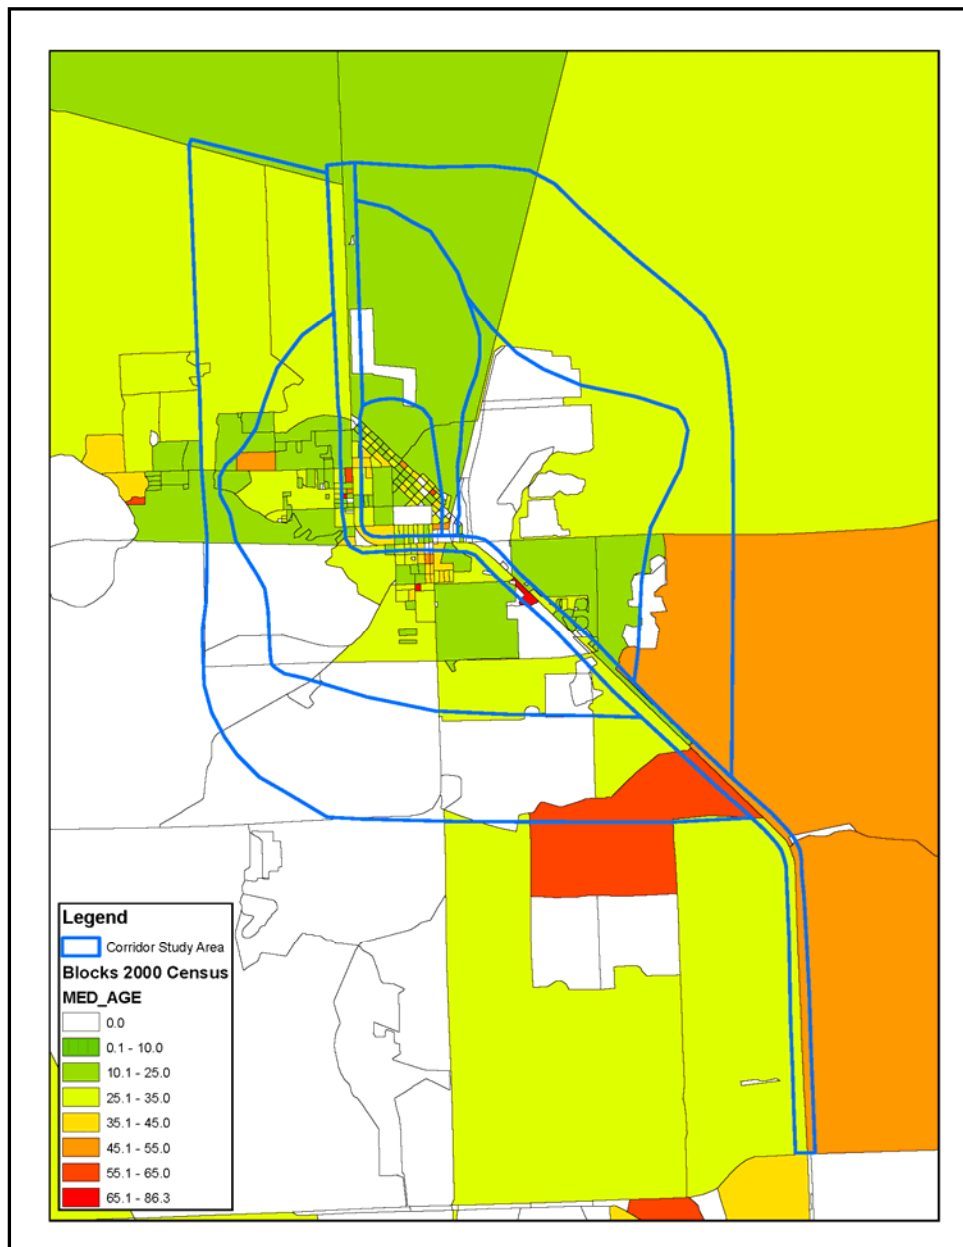 Legend
Corridor Study Area
Blocks 2000 Census
MED_AGE
0.0
0.1 - 10.0
10.1 - 25.0
25.1 - 35.0
35.1 - 45.0
45.1 - 55.0
55.1 - 65.0
65.1 - 86.3